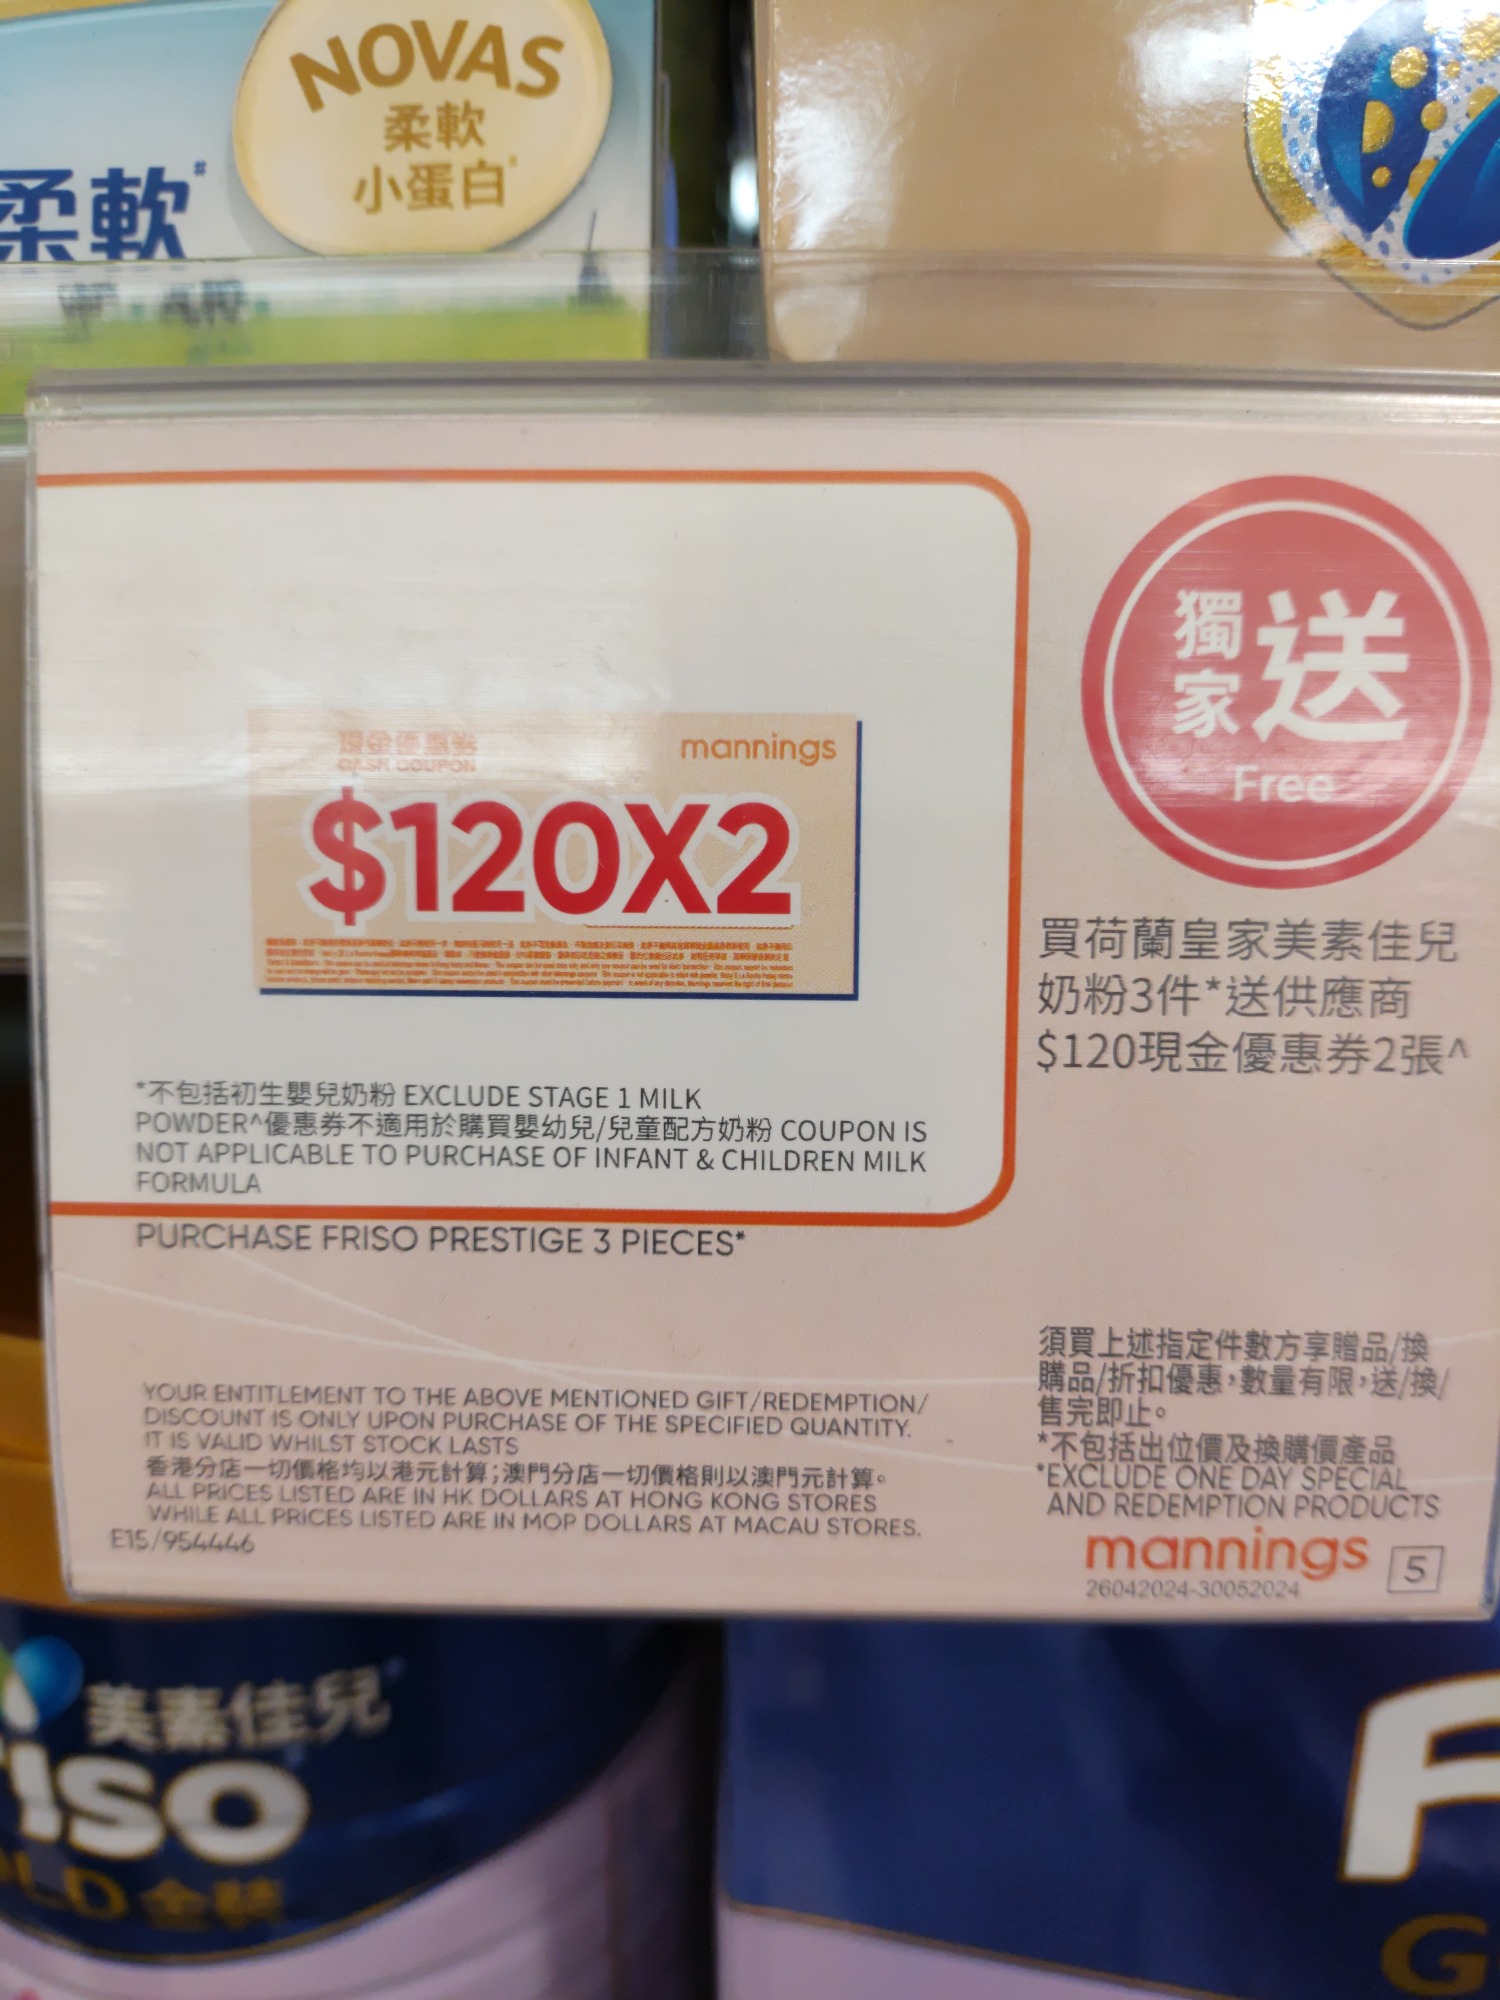 NOVAS
柔軟
小蛋白
柔軟#
獨家
送
Free
現金優惠券
CASH COUPON
mannings
$120X2
買荷蘭皇家美素佳兒
奶粉3件*送供應商
$120現金優惠券2張^
*不包括初生嬰兒奶粉 EXCLUDE STAGE 1 MILK
POWDER^優惠券不適用於購買嬰幼兒/兒童配方奶粉 COUPON IS
NOT APPLICABLE TO PURCHASE OF INFANT & CHILDREN MILK
FORMULA
PURCHASE FRISO PRESTIGE 3 PIECES*
YOUR ENTITLEMENT TO THE ABOVE MENTIONED GIFT/REDEMPTION/
DISCOUNT IS ONLY UPON PURCHASE OF THE SPECIFIED QUANTITY.
IT IS VALID WHILST STOCK LASTS
香港分店一切價格均以港元計算;澳門分店一切價格則以澳門元計算。
ALL PRICES LISTED ARE IN HK DOLLARS AT HONG KONG STORES
WHILE ALL PRICES LISTED ARE IN MOP DOLLARS AT MACAU STORES.
E15/954446
須買上述指定件數方享贈品/換
購品/折扣優惠,數量有限,送/換/
售完即止。
*不包括出位價及換購價產品
*EXCLUDE ONE DAY SPECIAL
AND REDEMPTION PRODUCTS
mannings
5
26042024-30052024
美素佳兒
RISO
LD 金裝
F
G